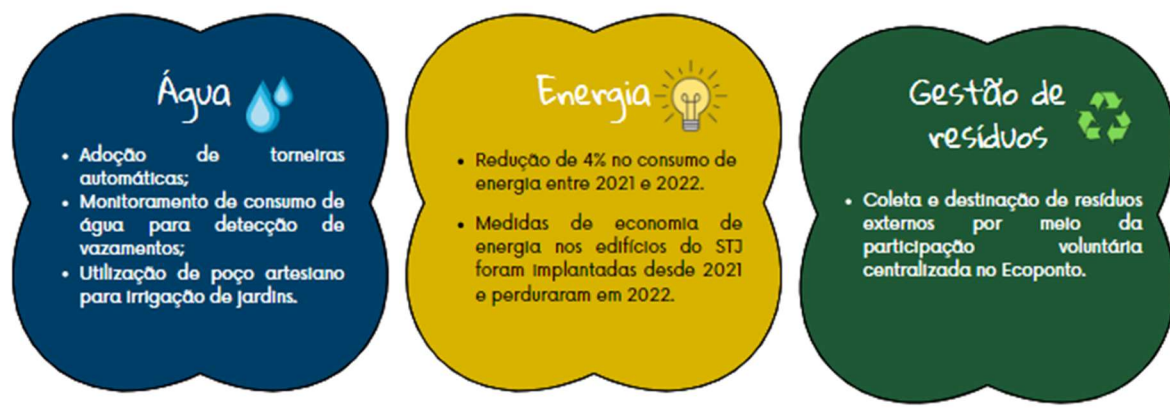 Água
• Adoção de torneiras
automáticas;
• Monitoramento de consumo de
água para detecção de
vazamentos;
• Utilização de poço artesiano
para irrigação de jardins.
Energia
• Redução de 4% no consumo de
energia entre 2021 e 2022.
• Medidas de economia de
energia nos edifícios do STJ
foram implantadas desde 2021
e perduraram em 2022.
Gestão de
resíduos
• Coleta e destinação de resíduos
externos por meio da
participação voluntária
centralizada no Ecoponto.